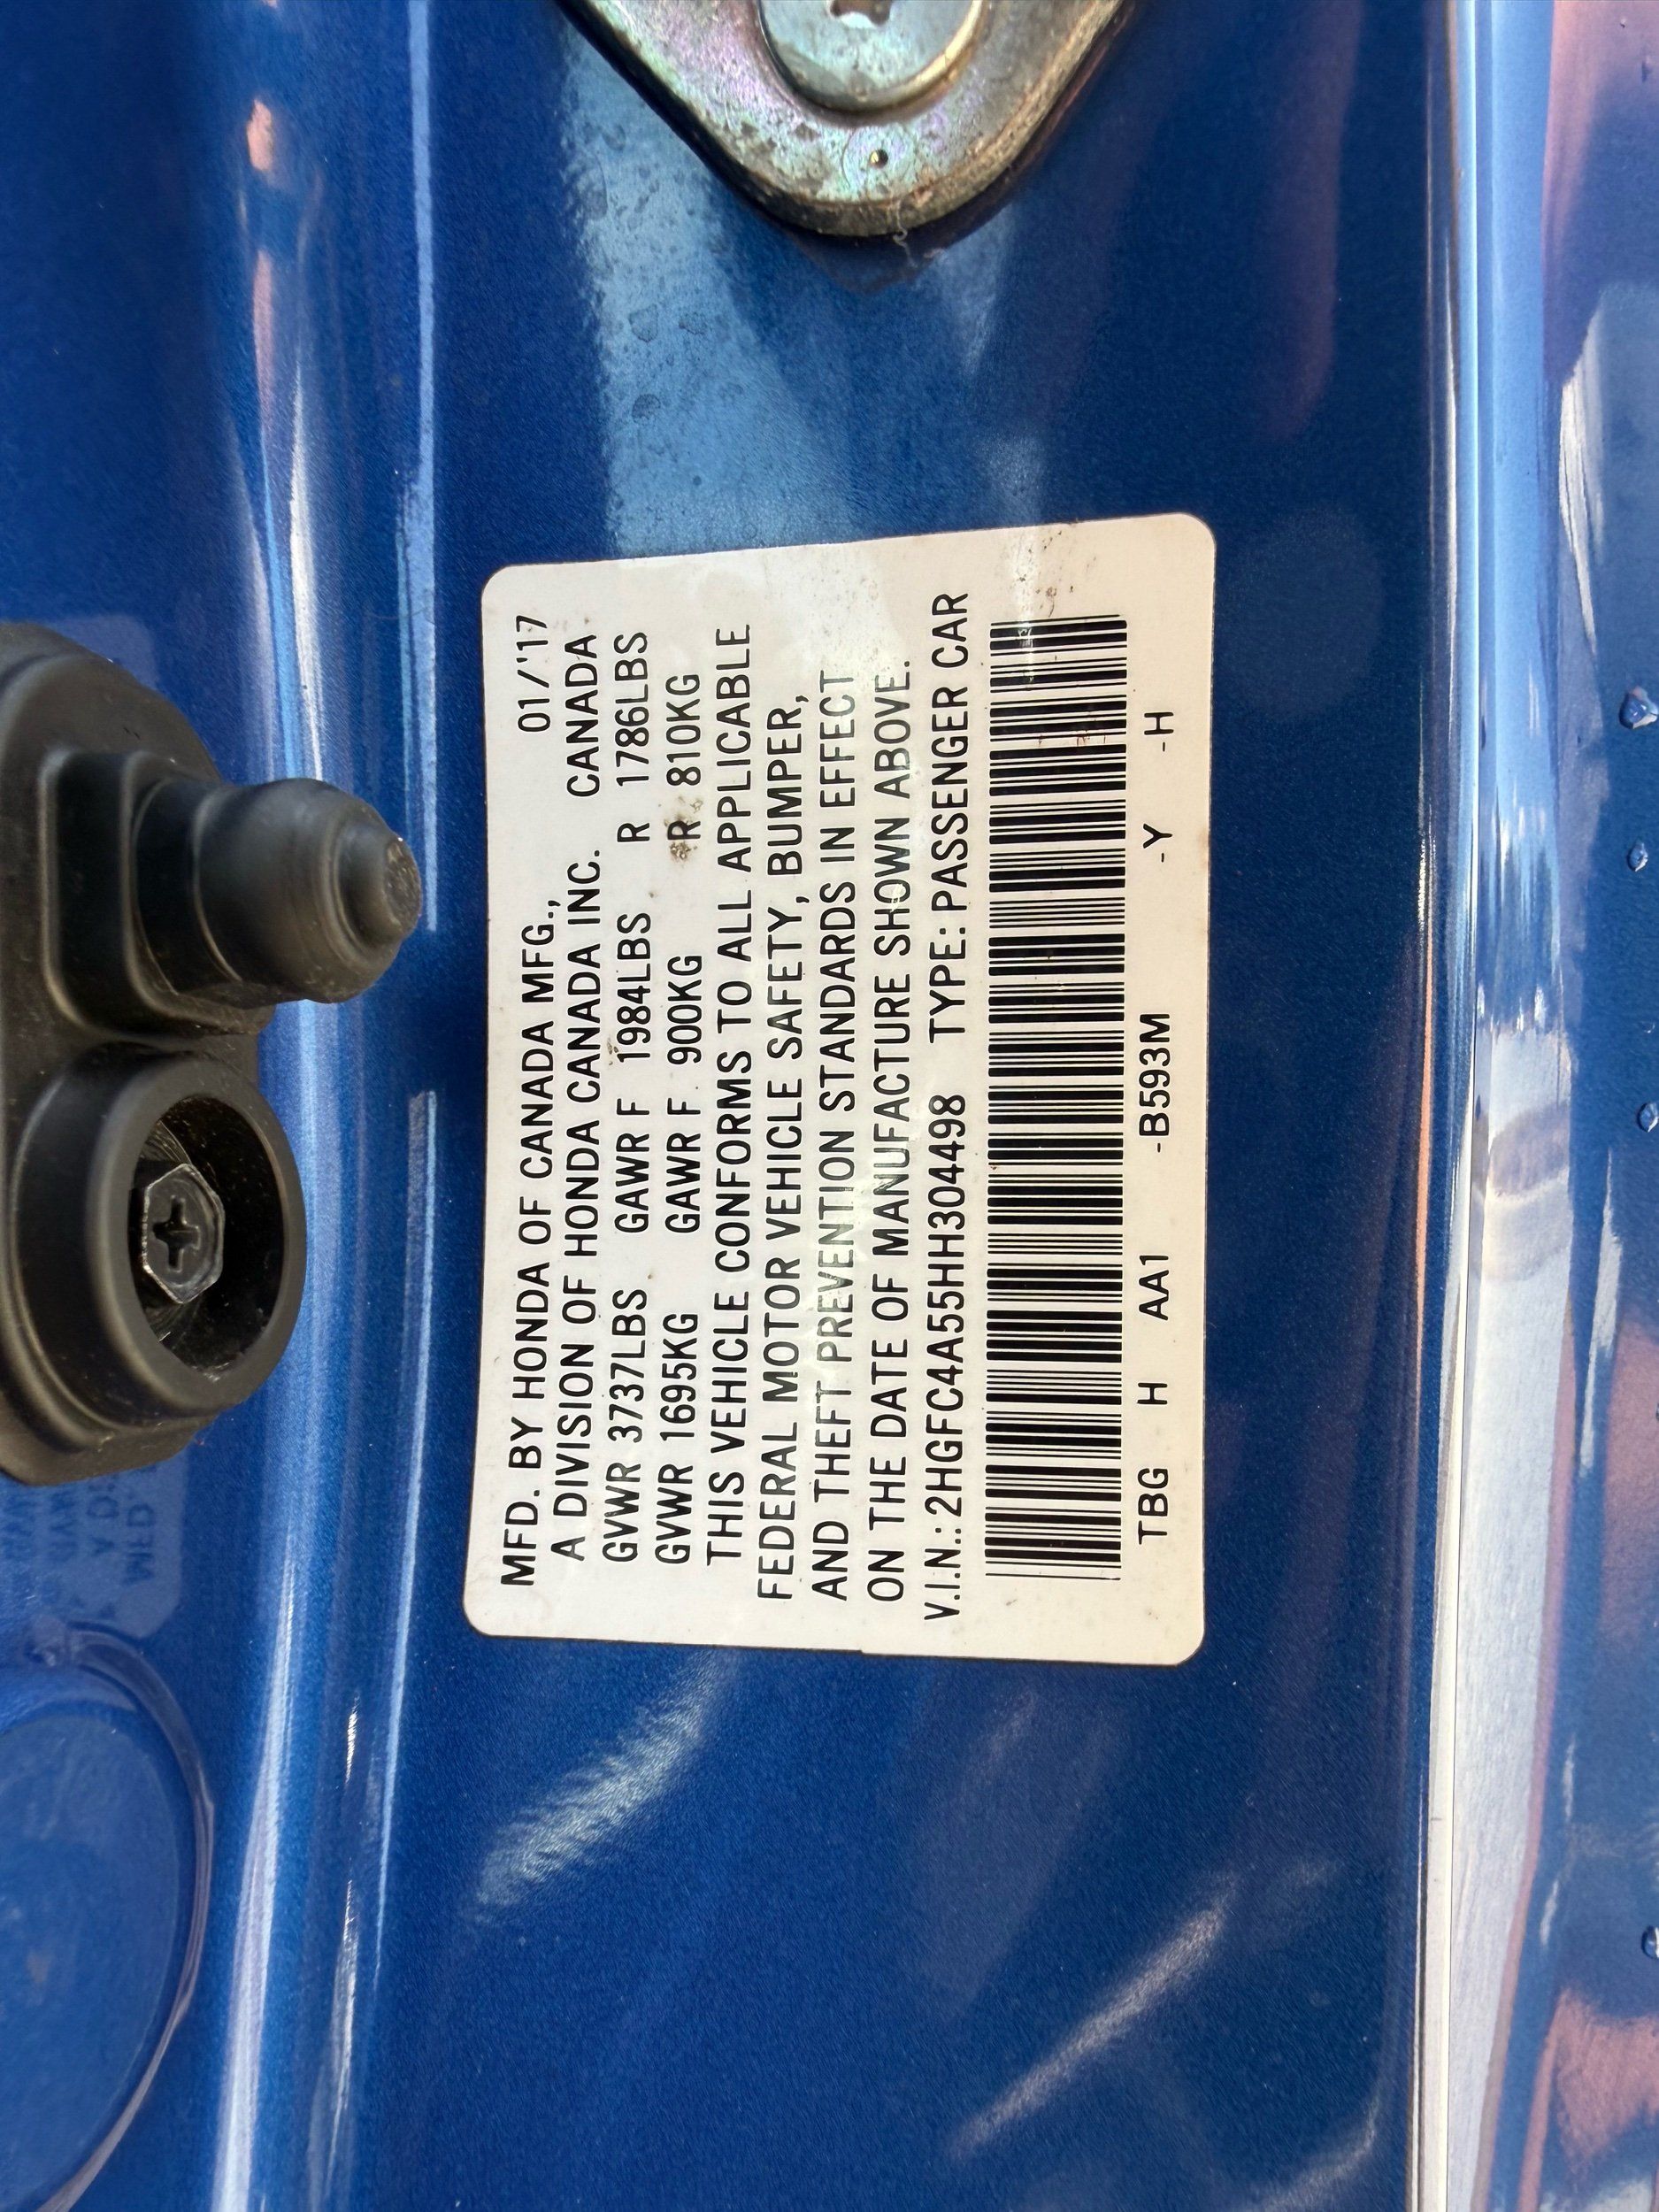 MFD. BY HONDA OF CANADA MFG., 01/'17
A DIVISION OF HONDA CANADA INC. CANADA
GVWR 3737LBS GAWR F 1984LBS R 1786LBS
GVWR 1695KG GAWR F 900KG R 810KG
THIS VEHICLE CONFORMS TO ALL APPLICABLE
FEDERAL MOTOR VEHICLE SAFETY, BUMPER,
AND THEFT PREVENTION STANDARDS IN EFFECT
ON THE DATE OF MANUFACTURE SHOWN ABOVE.
V.I.N.: 2HGFC4A55HH304498 TYPE: PASSENGER CAR
TBG H AA1 -B593M -Y -H